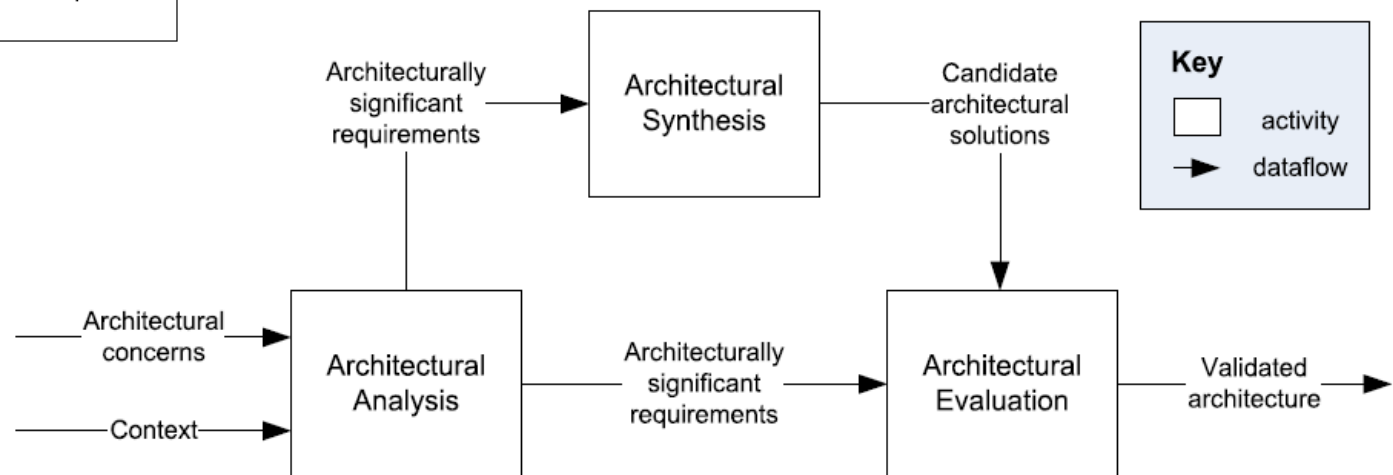 Architecturally
significant
requirements
Architectural
Synthesis
Candidate
architectural
solutions
Key
activity
dataflow
Architectural
concerns
Context
Architectural
Analysis
Architecturally
significant
requirements
Architectural
Evaluation
Validated
architecture